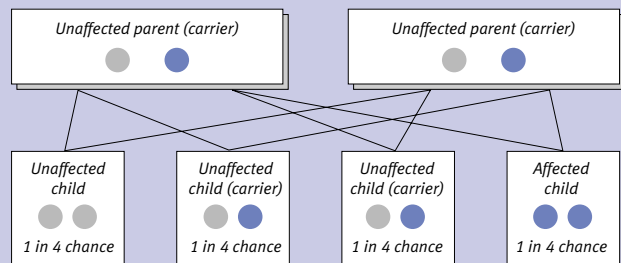 Unaffected parent (carrier)
Unaffected parent (carrier)
Unaffected
child
1 in 4 chance
Unaffected
child (carrier)
1 in 4 chance
Unaffected
child (carrier)
1 in 4 chance
Affected
child
1 in 4 chance